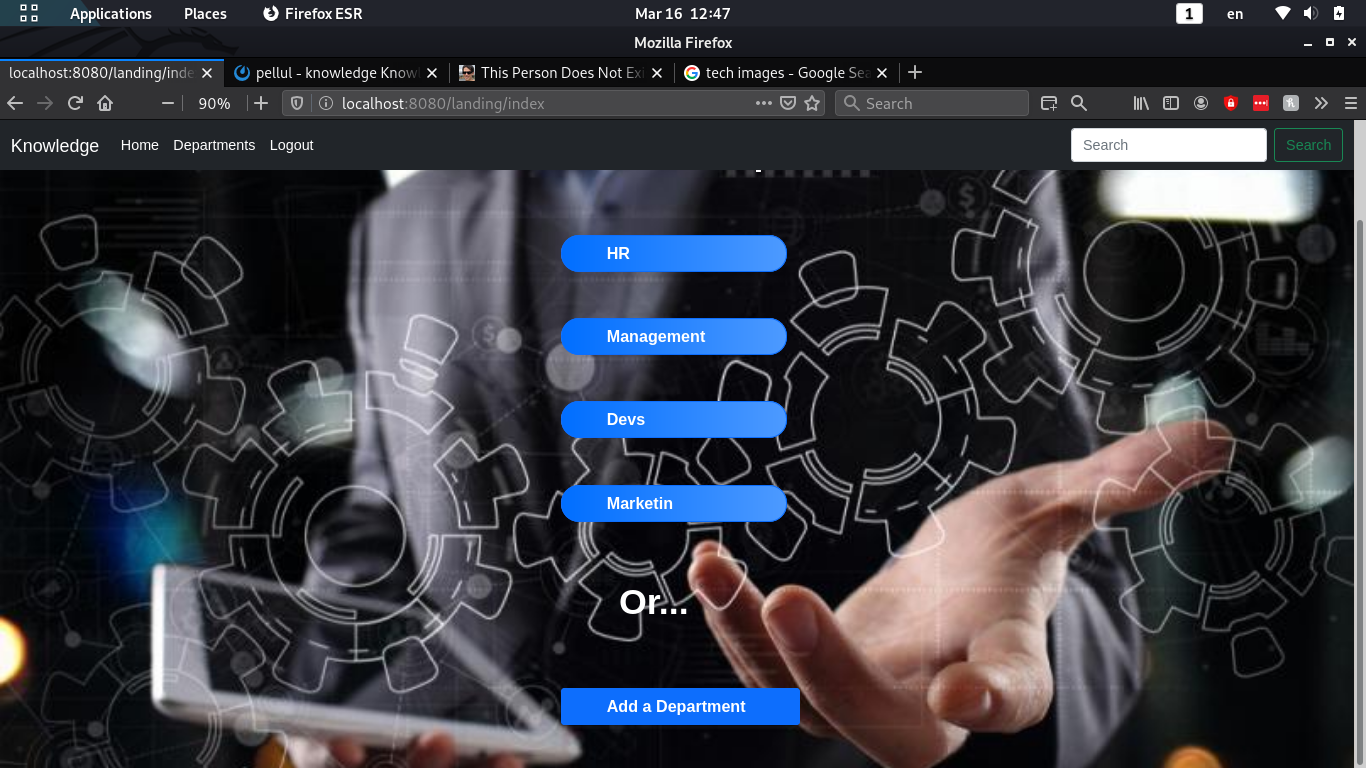 Applications Places Firefox ESR Mar 16 12:47 1 en
Mozilla Firefox
localhost:8080/landing/inde pellul - knowledge Know This Person Does Not Ex tech images - Google Sea
90% localhost:8080/landing/index Search
Knowledge Home Departments Logout Search Search
HR
Management
Devs
Marketin
Or...
Add a Department